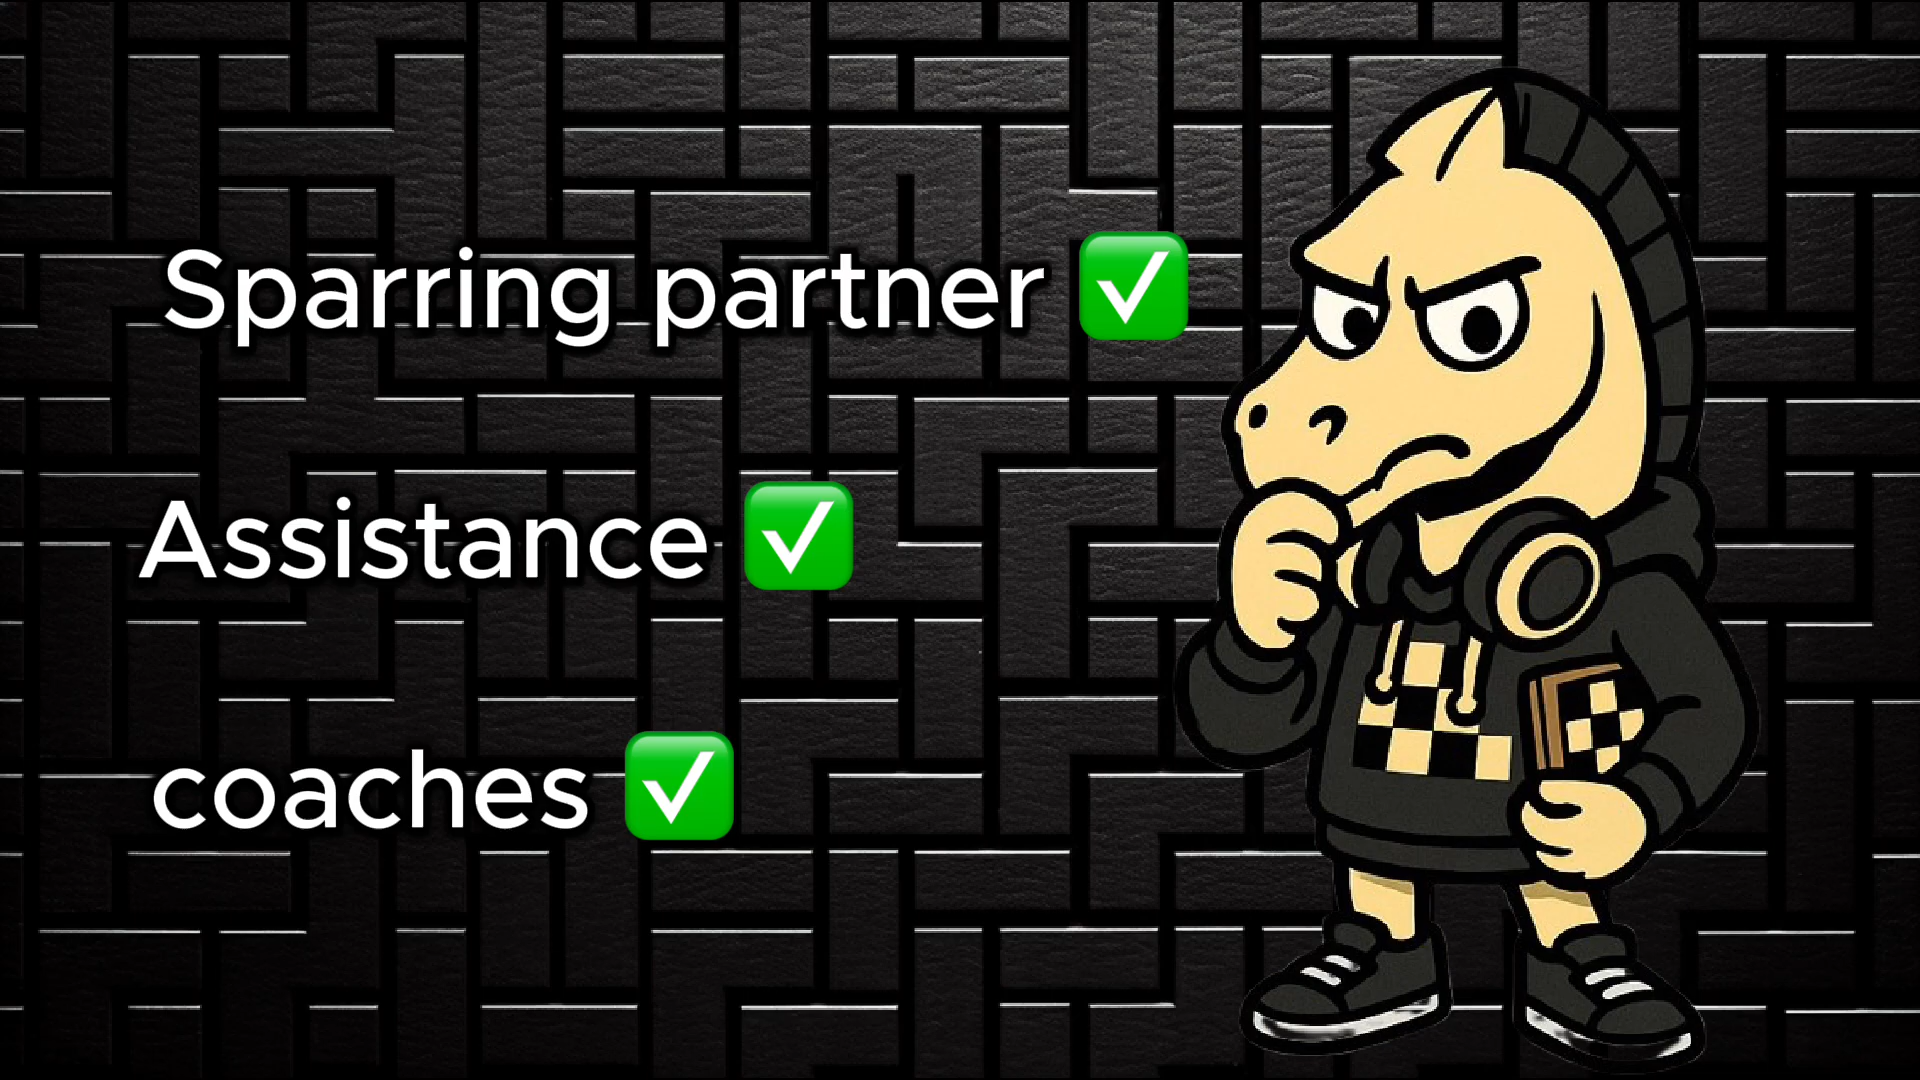 Sparring partner ✅
Assistance ✅
coaches ✅